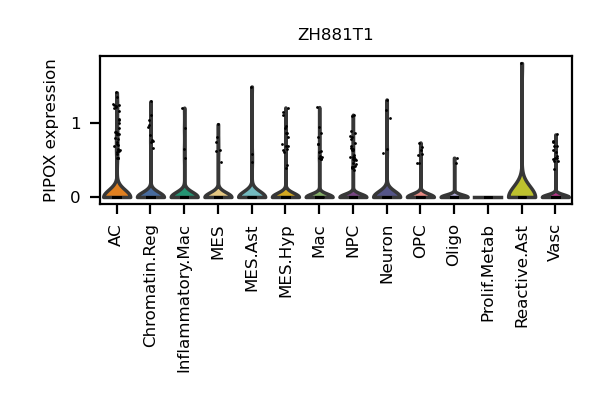 ZH881T1
PIPOX expression
1
0
AC
Chromatin.Reg
Inflammatory.Mac
MES
MES.Ast
MES.Hyp
Mac
NPC
Neuron
OPC
Oligo
Prolif.Metab
Reactive.Ast
Vasc